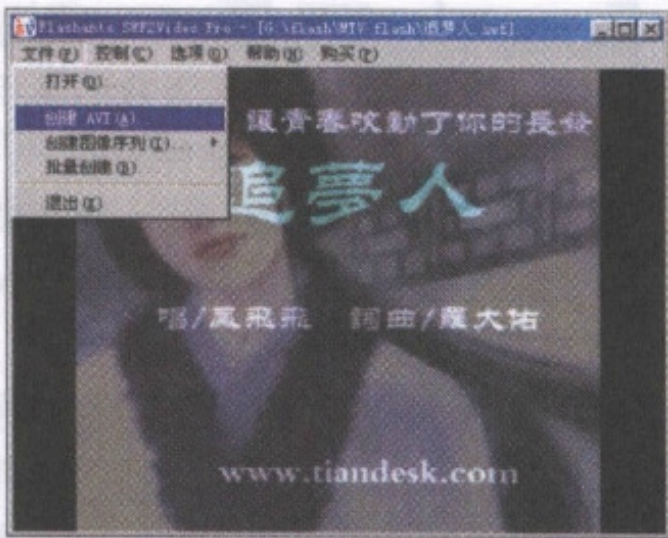 Flashants SWF2Video Pro - [G:\flash\MTV flash\追梦人.swf]
文件(F) 控制(C) 选项(O) 帮助(H) 购买(P)
打开(O)...
创建 AVI(A)...
创建图像序列(I)...
批量创建(B)...
退出(X)
讓青春吹動了你的長發
追夢人
唱/鳳飛飛 詞曲/羅大佑
www.tiandesk.com